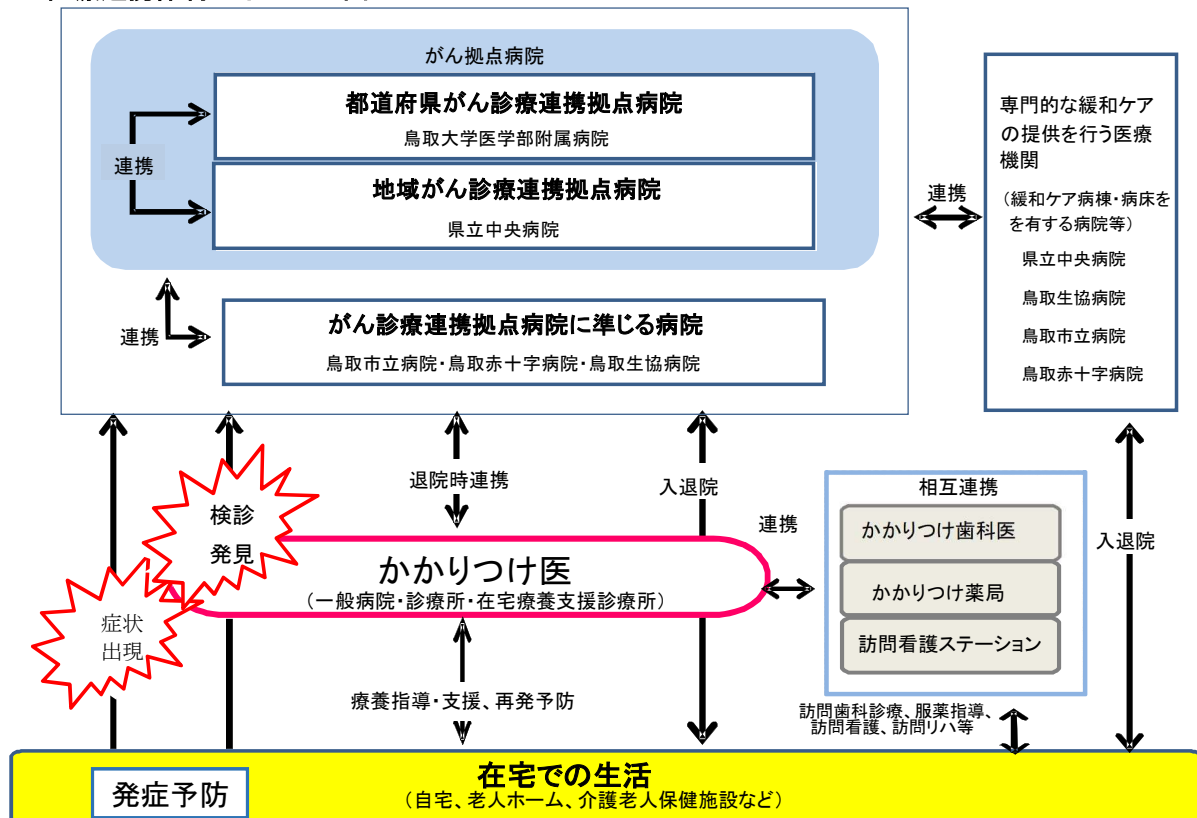 がん拠点病院
都道府県がん診療連携拠点病院
鳥取大学医学部附属病院
連携
地域がん診療連携拠点病院
県立中央病院
連携
がん診療連携拠点病院に準じる病院
鳥取市立病院・鳥取赤十字病院・鳥取生協病院
連携
専門的な緩和ケア
の提供を行う医療
機関
（緩和ケア病棟・病床を
を有する病院等）
県立中央病院
鳥取生協病院
鳥取市立病院
鳥取赤十字病院
退院時連携
入退院
検診
発見
症状
出現
かかりつけ医
（一般病院・診療所・在宅療養支援診療所）
連携
相互連携
かかりつけ歯科医
かかりつけ薬局
訪問看護ステーション
入退院
療養指導・支援、再発予防
訪問歯科診療、服薬指導、
訪問看護、訪問リハ等
発症予防
在宅での生活
（自宅、老人ホーム、介護老人保健施設など）